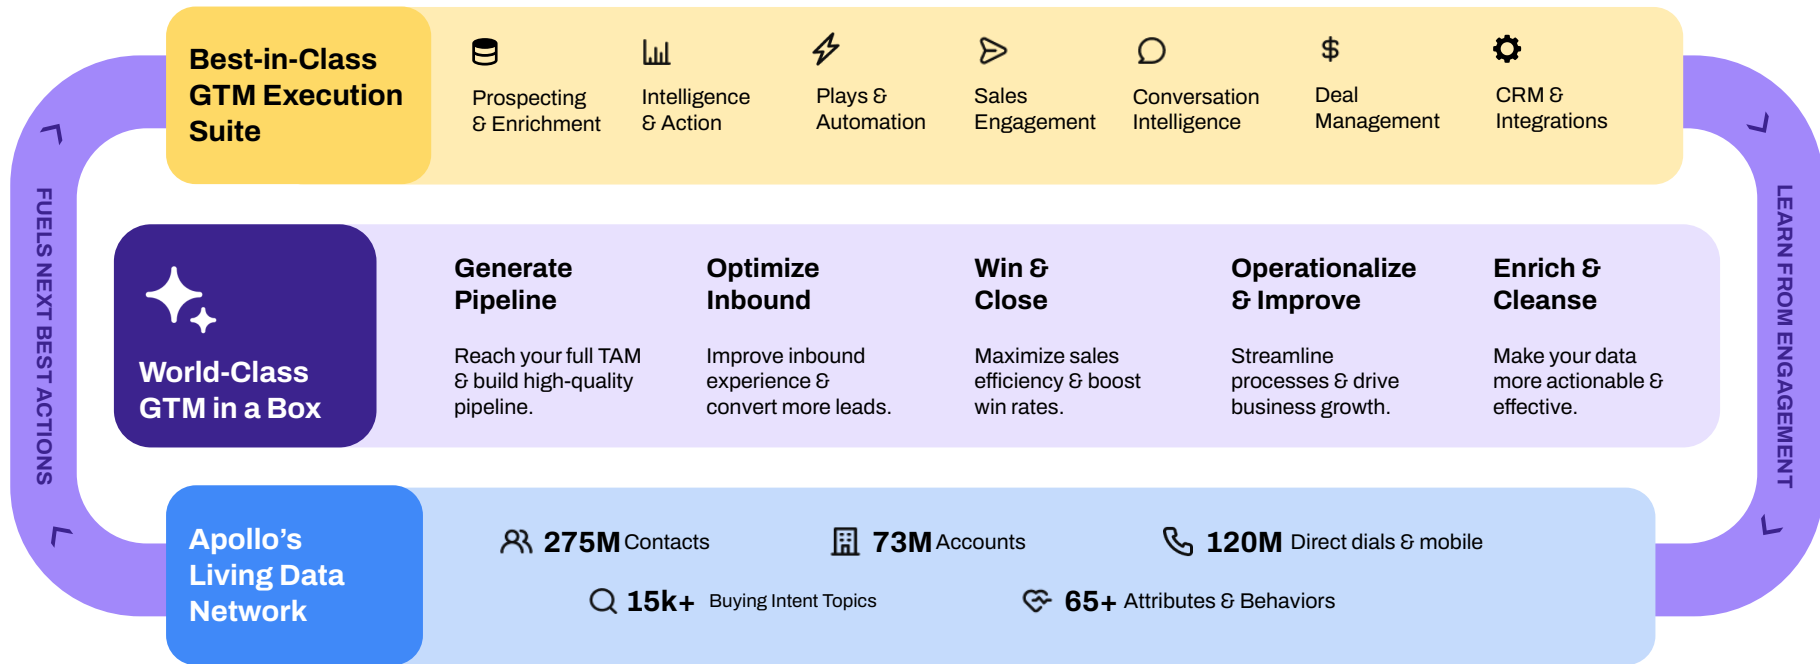 Best-in-Class
GTM Execution
Suite
Prospecting
& Enrichment
Intelligence
& Action
Plays &
Automation
Sales
Engagement
Conversation
Intelligence
Deal
Management
CRM &
Integrations
FUELS NEXT BEST ACTIONS
World-Class
GTM in a Box
Generate
Pipeline
Reach your full TAM
& build high-quality
pipeline.
Optimize
Inbound
Improve inbound
experience &
convert more leads.
Win &
Close
Maximize sales
efficiency & boost
win rates.
Operationalize
& Improve
Streamline
processes & drive
business growth.
Enrich &
Cleanse
Make your data
more actionable &
effective.
LEARN FROM ENGAGEMENT
Apollo’s
Living Data
Network
275M Contacts
73M Accounts
120M Direct dials & mobile
15k+ Buying Intent Topics
65+ Attributes & Behaviors